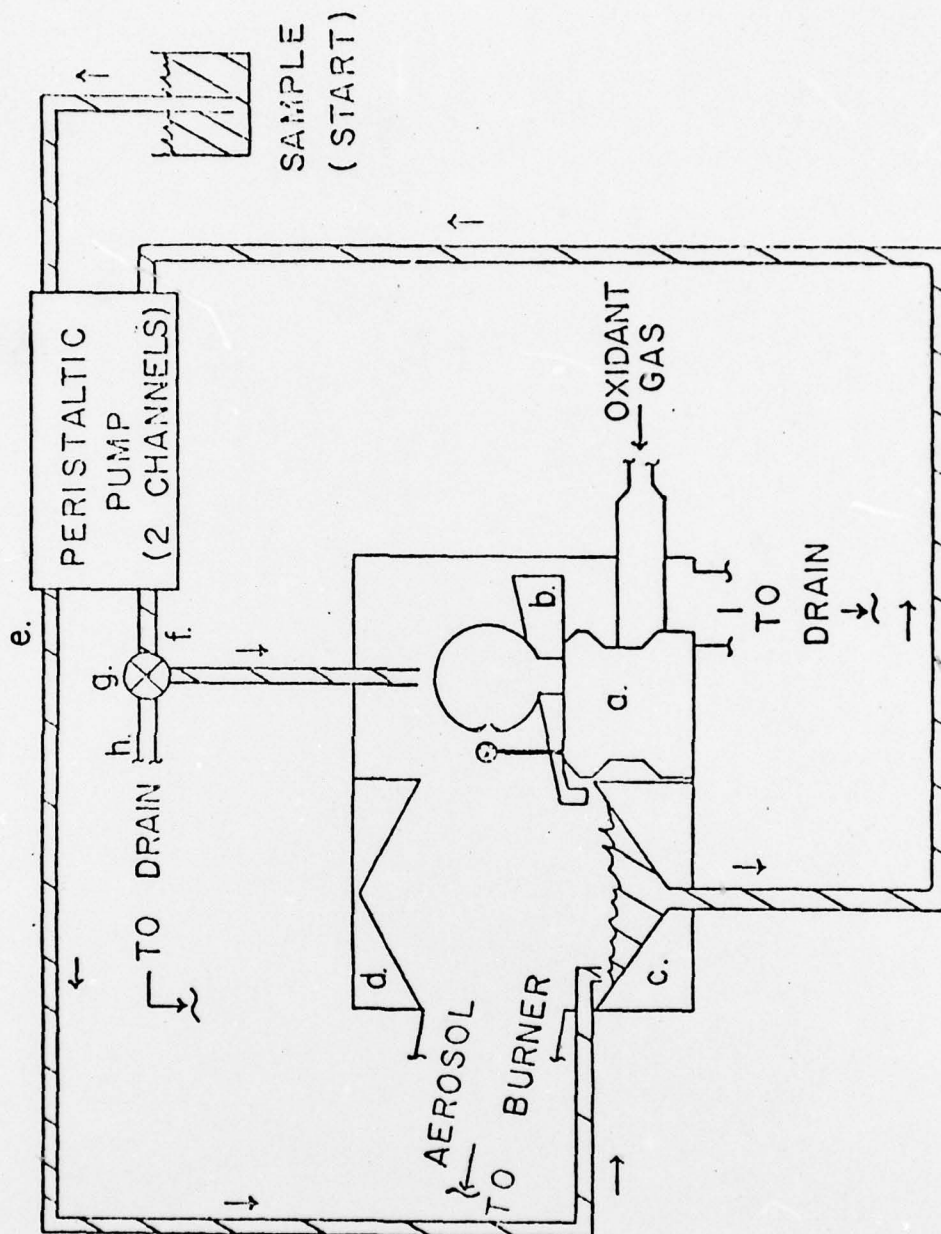 e.
PERISTALTIC
PUMP
(2 CHANNELS)
SAMPLE
(START)
g.
f.
h.
TO DRAIN
b.
a.
OXIDANT
GAS
d.
c.
TO
DRAIN
AEROSOL
TO BURNER